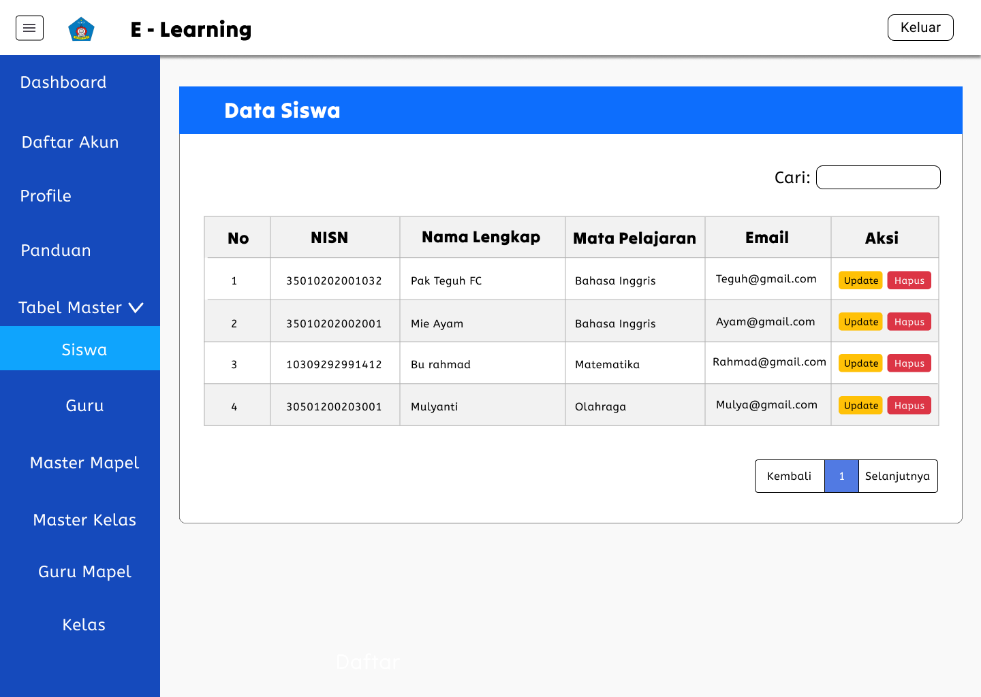 E - Learning
Keluar
Dashboard
Daftar Akun
Profile
Panduan
Tabel Master
Siswa
Guru
Master Mapel
Master Kelas
Guru Mapel
Kelas
Data Siswa
Cari:
No NISN Nama Lengkap Mata Pelajaran Email Aksi
1 35010202001032 Pak Teguh FC Bahasa Inggris Teguh@gmail.com Update Hapus
2 35010202002001 Mie Ayam Bahasa Inggris Ayam@gmail.com Update Hapus
3 10309292991412 Bu rahmad Matematika Rahmad@gmail.com Update Hapus
4 30501200203001 Mulyanti Olahraga Mulya@gmail.com Update Hapus
Kembali 1 Selanjutnya
Daftar